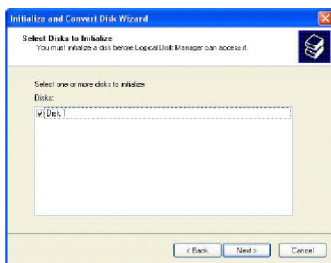 Initialize and Convert Disk Wizard
Select Disks to Initialize
You must initialize a disk before Logical Disk Manager can access it.
Select one or more disks to initialize
Disks:
Disk 1
< Back
Next >
Cancel